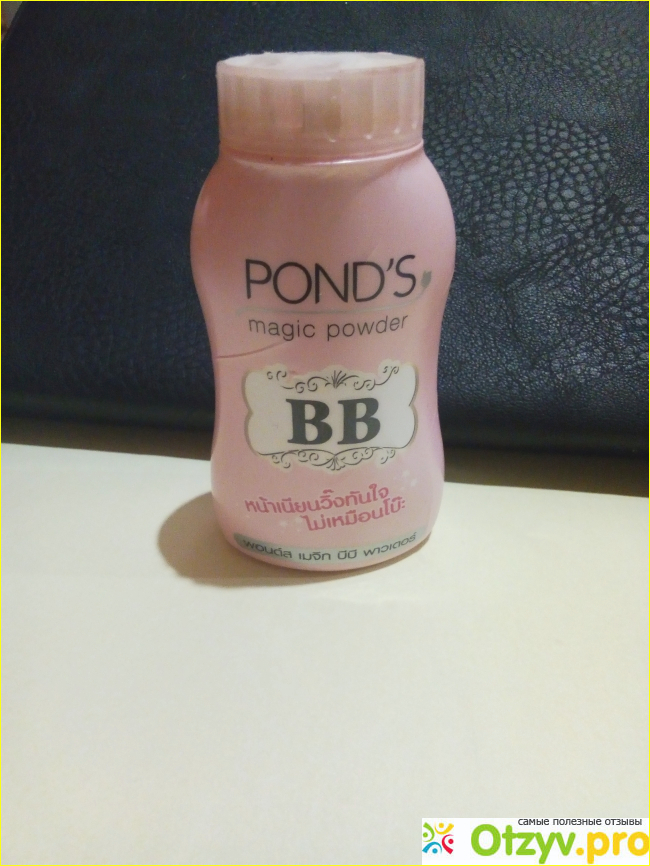 POND'S
magic powder
BB
หน้าเนียนวิ๊งทันใจ
ไม่เหมือนโบ๊ะ
พอนด์ส เมจิก บีบี พาวเดอร์
самые полезные отзывы
Otzyv.pro